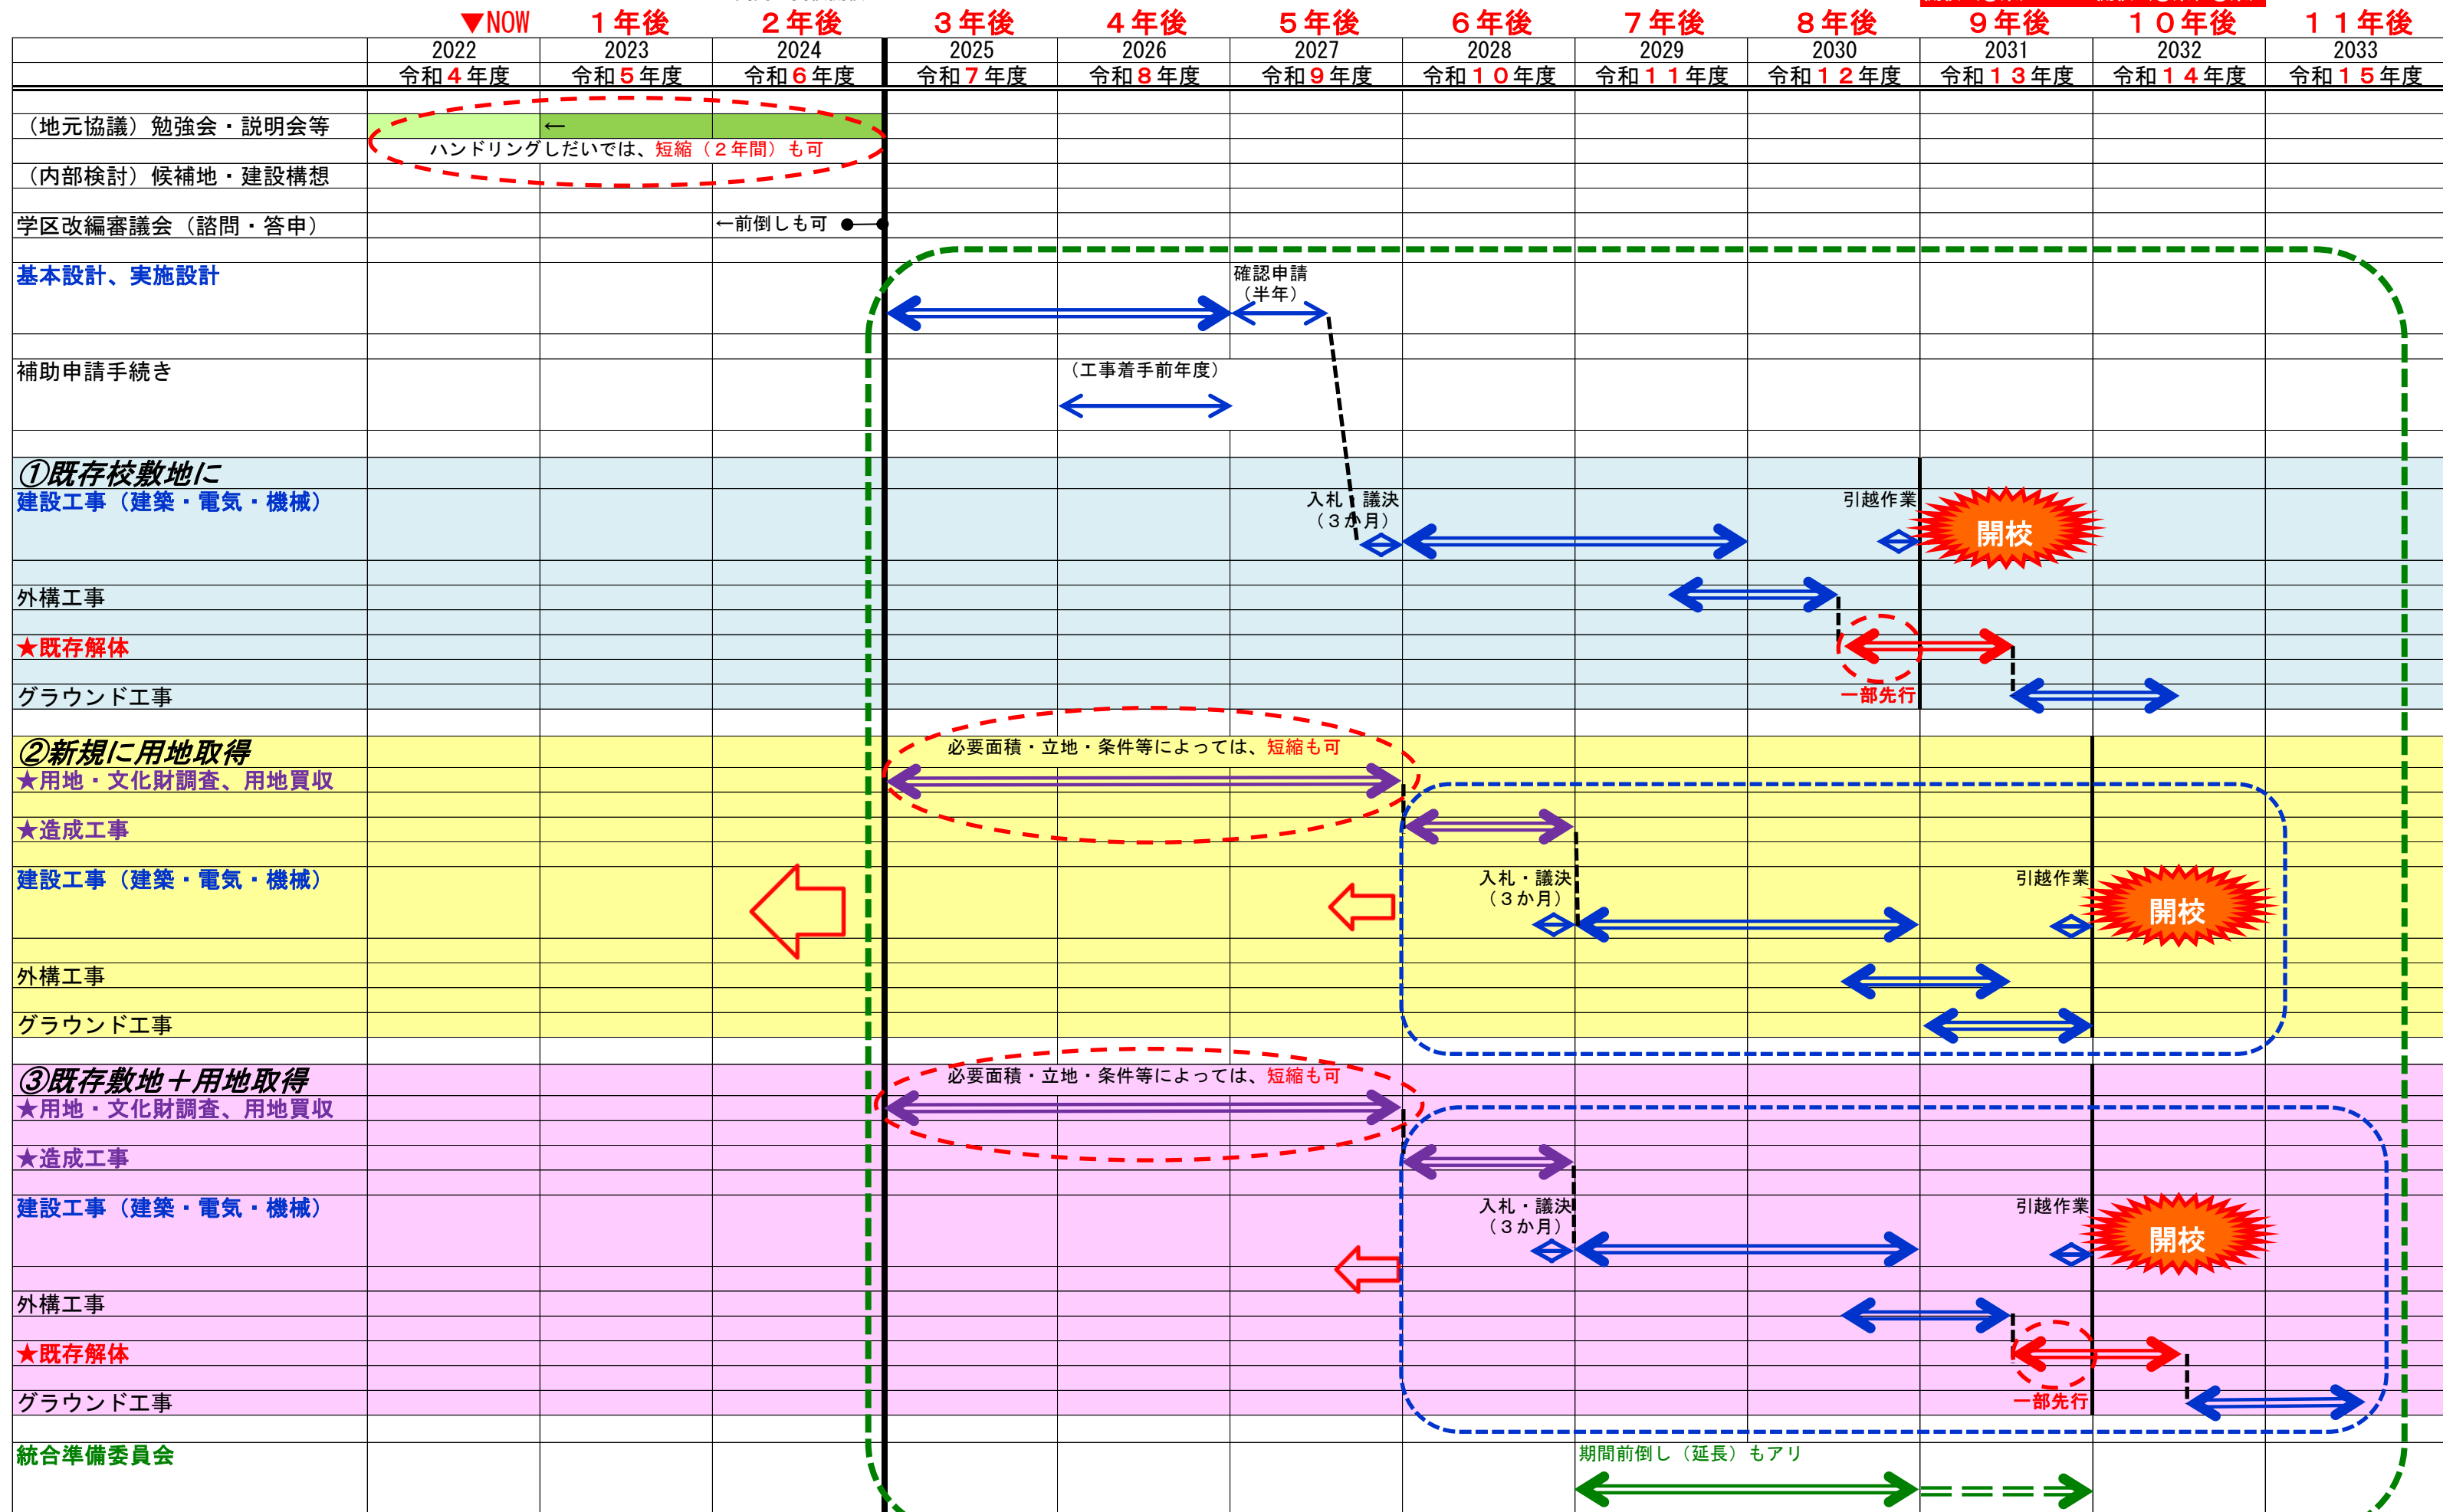 ▼NOW １年後 ２年後 ３年後 ４年後 ５年後 ６年後 ７年後 ８年後 ９年後 １０年後 １１年後
2022 2023 2024 2025 2026 2027 2028 2029 2030 2031 2032 2033
令和４年度 令和５年度 令和６年度 令和７年度 令和８年度 令和９年度 令和１０年度 令和１１年度 令和１２年度 令和１３年度 令和１４年度 令和１５年度
（地元協議）勉強会・説明会等 ←
ハンドリングしだいでは、短縮（２年間）も可
（内部検討）候補地・建設構想
学区改編審議会（諮問・答申） ←前倒しも可
基本設計、実施設計 確認申請
（半年）
補助申請手続き （工事着手前年度）
①既存校敷地に
建設工事（建築・電気・機械） 入札・議決 引越作業
（３か月） 開校
外構工事
★既存解体
グラウンド工事 一部先行
②新規に用地取得 必要面積・立地・条件等によっては、短縮も可
★用地・文化財調査、用地買収
★造成工事
建設工事（建築・電気・機械） 入札・議決 引越作業
（３か月） 開校
外構工事
グラウンド工事
③既存敷地＋用地取得 必要面積・立地・条件等によっては、短縮も可
★用地・文化財調査、用地買収
★造成工事
建設工事（建築・電気・機械） 入札・議決 引越作業
（３か月） 開校
外構工事
★既存解体
グラウンド工事 一部先行
統合準備委員会 期間前倒し（延長）もアリ